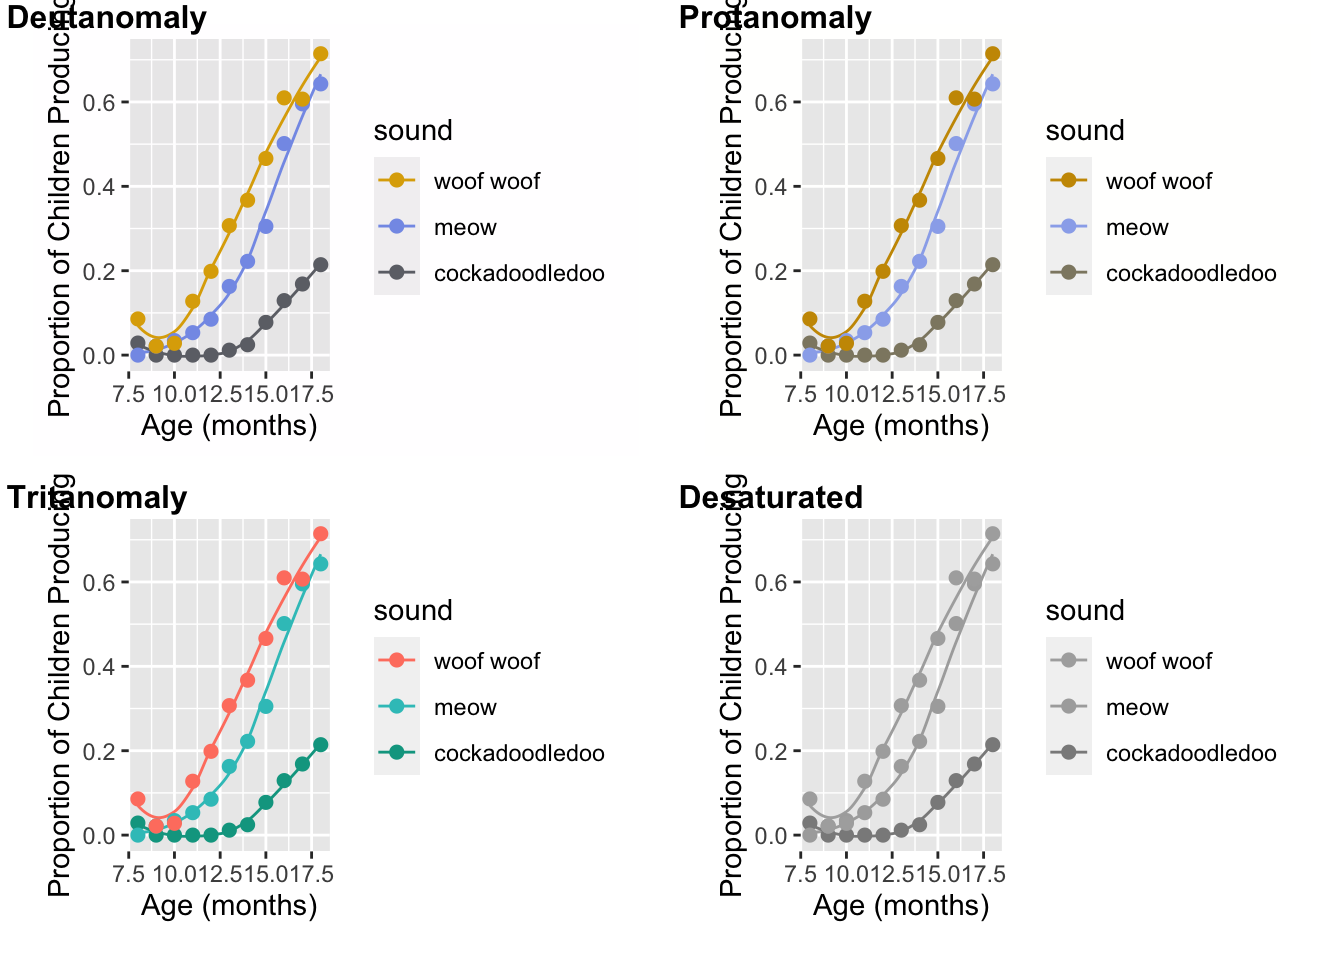 Deutanomaly
Proportion of Children Producing
0.6
0.4
0.2
0.0
7.5 10.0 12.5 15.0 17.5
Age (months)
sound
woof woof
meow
cockadoodledoo
Protanomaly
Proportion of Children Producing
0.6
0.4
0.2
0.0
7.5 10.0 12.5 15.0 17.5
Age (months)
sound
woof woof
meow
cockadoodledoo
Tritanomaly
Proportion of Children Producing
0.6
0.4
0.2
0.0
7.5 10.0 12.5 15.0 17.5
Age (months)
sound
woof woof
meow
cockadoodledoo
Desaturated
Proportion of Children Producing
0.6
0.4
0.2
0.0
7.5 10.0 12.5 15.0 17.5
Age (months)
sound
woof woof
meow
cockadoodledoo